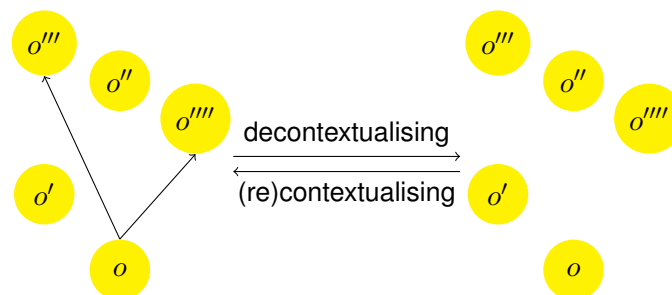 o′′′
o′′
o′′′′
o′
o
decontextualising
(re)contextualising
o′′′
o′′
o′′′′
o′
o